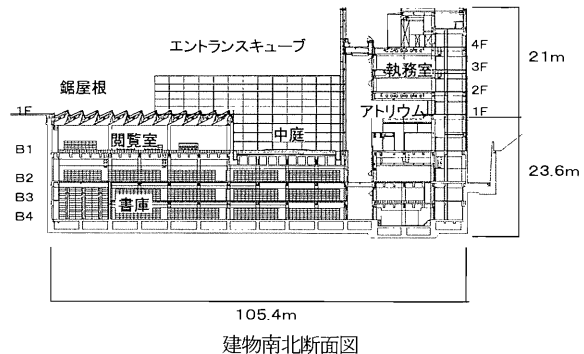 エントランスキューブ
鋸屋根
執務室
アトリウム
閲覧室
中庭
書庫
4F
3F
2F
1F
1F
B1
B2
B3
B4
21m
23.6m
105.4m
建物南北断面図